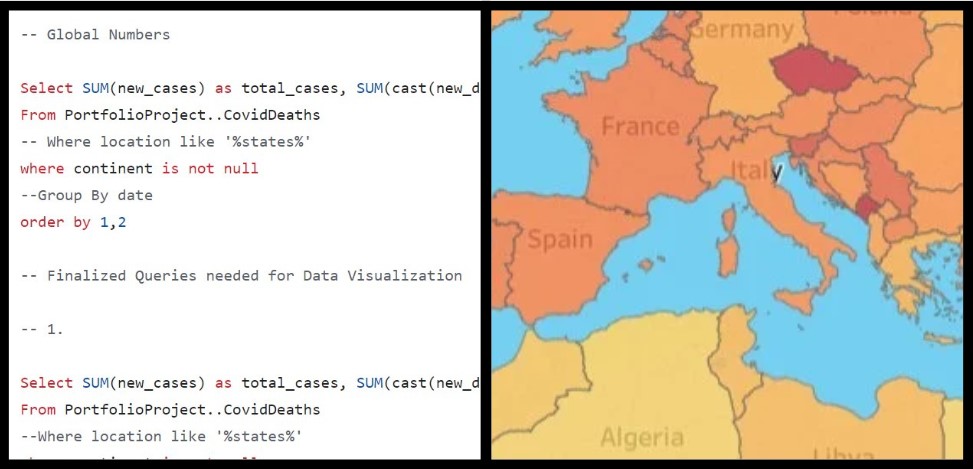 -- Global Numbers
Select SUM(new_cases) as total_cases, SUM(cast(new_d
From PortfolioProject..CovidDeaths
-- Where location like '%states%'
where continent is not null
--Group By date
order by 1,2
-- Finalized Queries needed for Data Visualization
-- 1.
Select SUM(new_cases) as total_cases, SUM(cast(new_d
From PortfolioProject..CovidDeaths
--Where location like '%states%'
Germany
Poland
France
Italy
Spain
Algeria
Libya